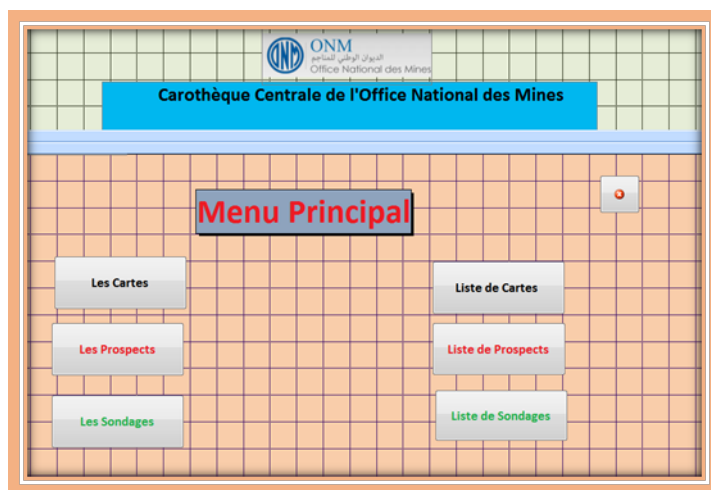 ONM
الديوان الوطني للمناجم
Office National des Mines
Carothèque Centrale de l'Office National des Mines
Menu Principal
Les Cartes
Liste de Cartes
Les Prospects
Liste de Prospects
Les Sondages
Liste de Sondages